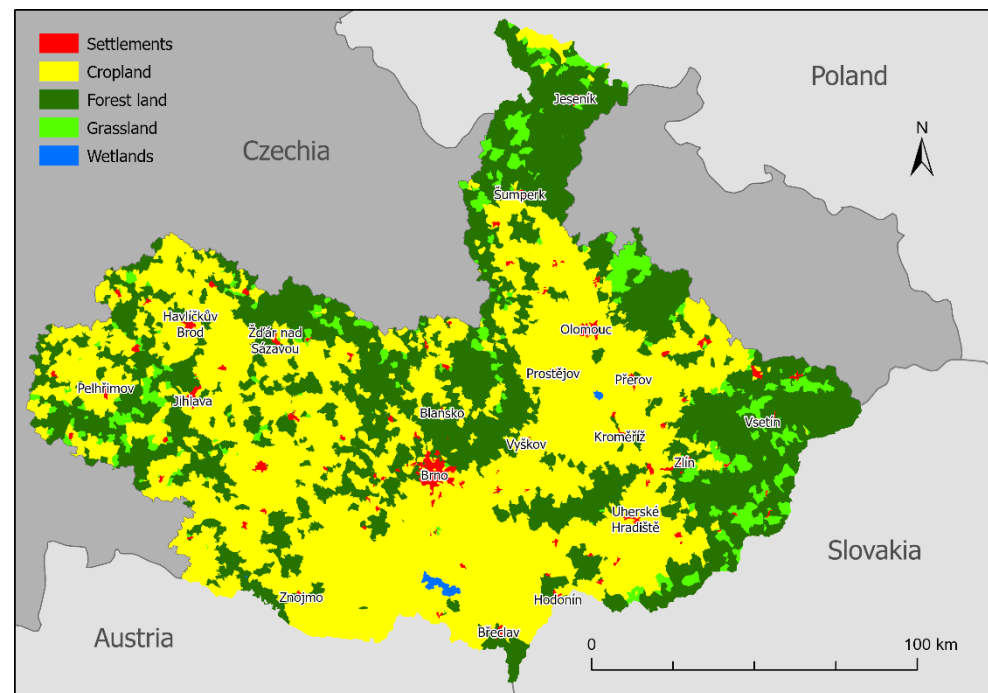 Settlements
Cropland
Forest land
Grassland
Wetlands
Poland
Czechia
N
Jeseník
Šumperk
Havlíčkův
Brod
Žďár nad
Sázavou
Olomouc
Pelhřimov
Jihlava
Prostějov
Přerov
Blansko
Vsetín
Vyškov
Kroměříž
Brno
Zlín
Uherské
Hradiště
Slovakia
Znojmo
Hodonín
Břeclav
Austria
0
100 km